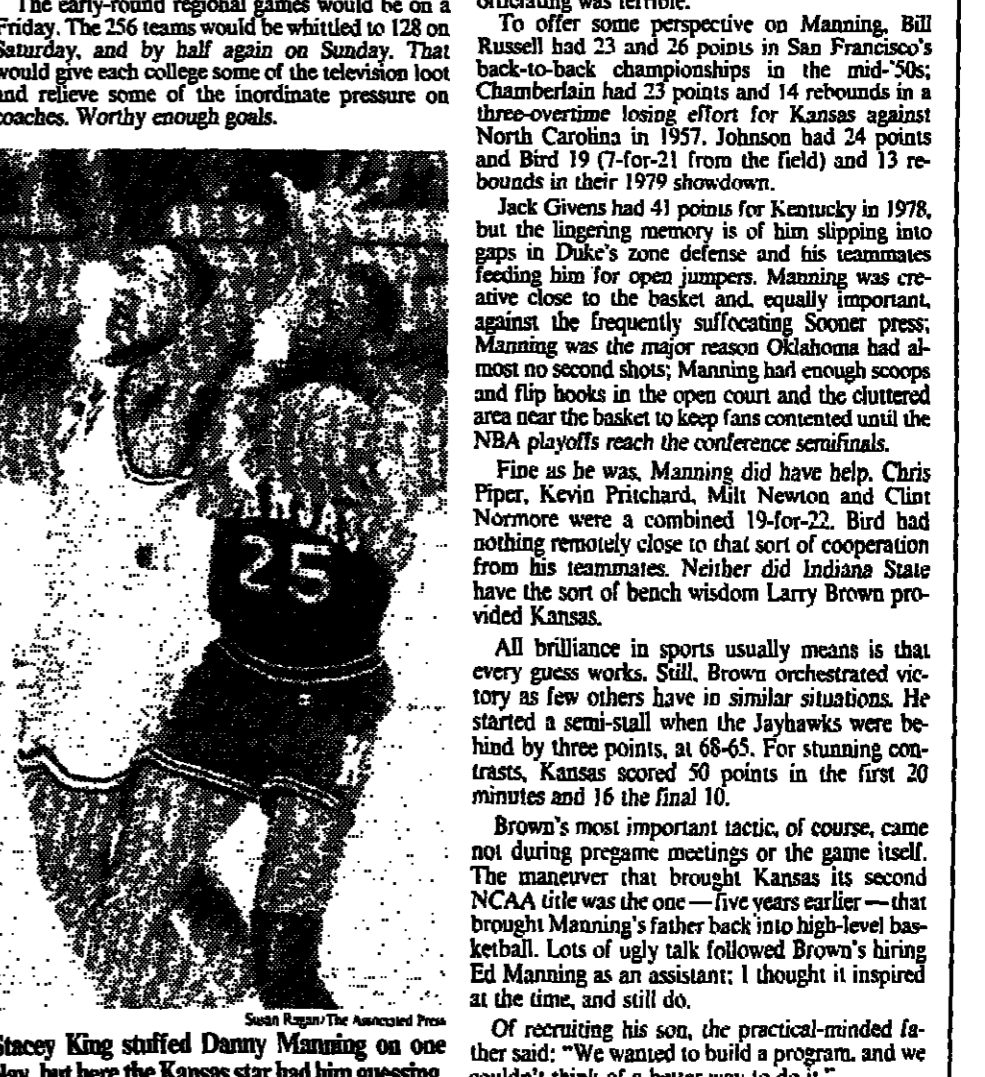 The early-round regional games would be on a
Friday. The 256 teams would be whittled to 128 on
Saturday, and by half again on Sunday. That
would give each college some of the television loot
and relieve some of the inordinate pressure on
coaches. Worthy enough goals.
25
Susan Ragan/The Associated Press
Stacey King stuffed Danny Manning on one
play, but here the Kansas star had him guessing.
officiating was terrible.
To offer some perspective on Manning, Bill
Russell had 23 and 26 points in San Francisco's
back-to-back championships in the mid-'50s;
Chamberlain had 23 points and 14 rebounds in a
three-overtime losing effort for Kansas against
North Carolina in 1957. Johnson had 24 points
and Bird 19 (7-for-21 from the field) and 13 re-
bounds in their 1979 showdown.
Jack Givens had 41 points for Kentucky in 1978,
but the lingering memory is of him slipping into
gaps in Duke's zone defense and his teammates
feeding him for open jumpers. Manning was cre-
ative close to the basket and, equally important,
against the frequently suffocating Sooner press;
Manning was the major reason Oklahoma had al-
most no second shots; Manning had enough scoops
and flip hooks in the open court and the cluttered
area near the basket to keep fans contented until the
NBA playoffs reach the conference semifinals.
Fine as he was, Manning did have help. Chris
Piper, Kevin Pritchard, Milt Newton and Clint
Normore were a combined 19-for-22. Bird had
nothing remotely close to that sort of cooperation
from his teammates. Neither did Indiana State
have the sort of bench wisdom Larry Brown pro-
vided Kansas.
All brilliance in sports usually means is that
every guess works. Still, Brown orchestrated vic-
tory as few others have in similar situations. He
started a semi-stall when the Jayhawks were be-
hind by three points, at 68-65. For stunning con-
trasts, Kansas scored 50 points in the first 20
minutes and 16 the final 10.
Brown's most important tactic, of course, came
not during pregame meetings or the game itself.
The maneuver that brought Kansas its second
NCAA title was the one — five years earlier — that
brought Manning's father back into high-level bas-
ketball. Lots of ugly talk followed Brown's hiring
Ed Manning as an assistant; I thought it inspired
at the time, and still do.
Of recruiting his son, the practical-minded fa-
ther said: "We wanted to build a program, and we
couldn't think of a better way to do it."